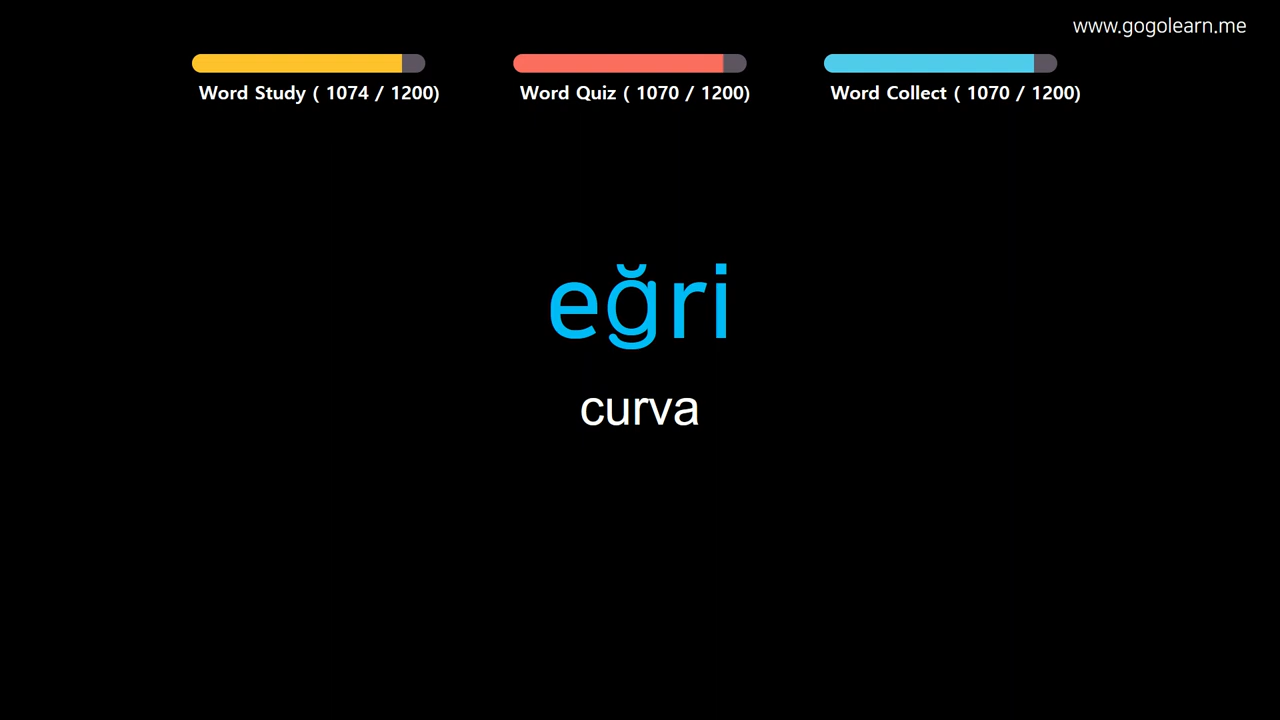 www.gogolearn.me
Word Study ( 1074 / 1200)
Word Quiz ( 1070 / 1200)
Word Collect ( 1070 / 1200)
eğri
curva